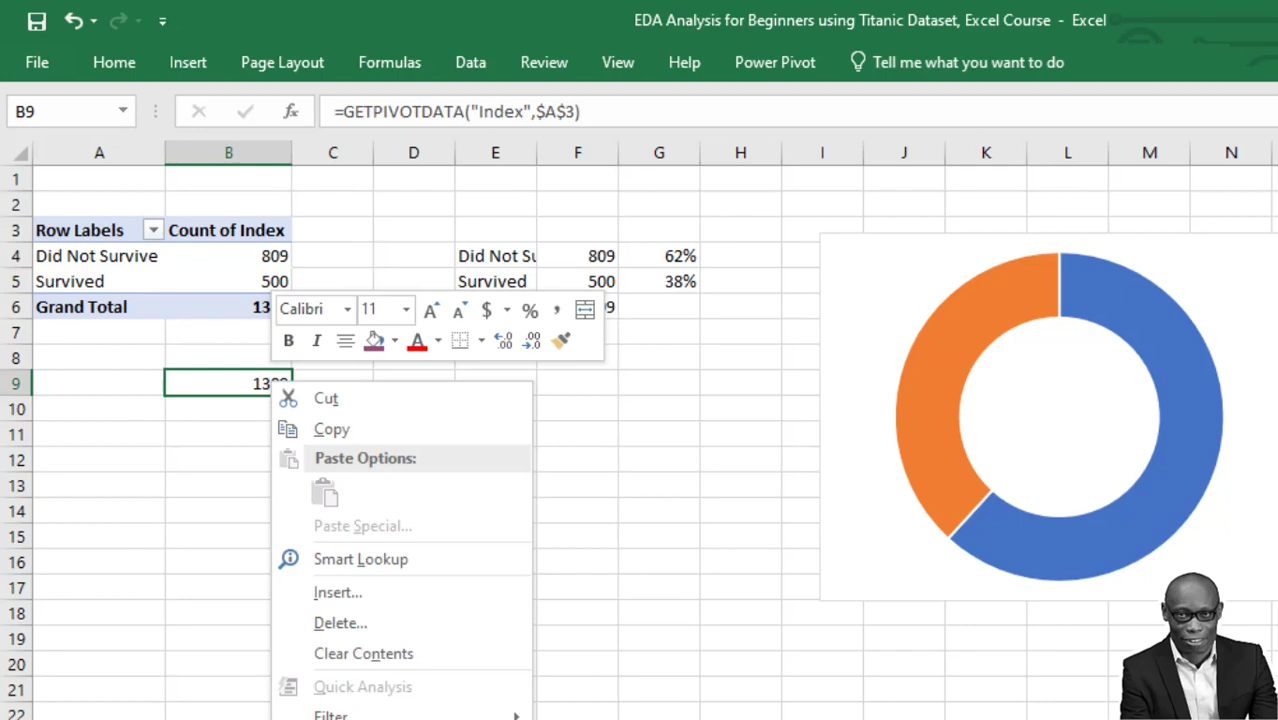 EDA Analysis for Beginners using Titanic Dataset, Excel Course - Excel
File Home Insert Page Layout Formulas Data Review View Help Power Pivot Tell me what you want to do
B9 fx =GETPIVOTDATA("Index",$A$3)
A B C D E F G H I J K L M N
1
2
3 Row Labels Count of Index
4 Did Not Survive 809 Did Not Su 809 62%
5 Survived 500 Survived 500 38%
6 Grand Total
Calibri 11 A A $ % ,
7
B I A .00 .00
8
9
10 Cut
11 Copy
12 Paste Options:
13
14
15 Paste Special...
16 Smart Lookup
17 Insert...
18 Delete...
19 Clear Contents
20
21 Quick Analysis
22 Filter